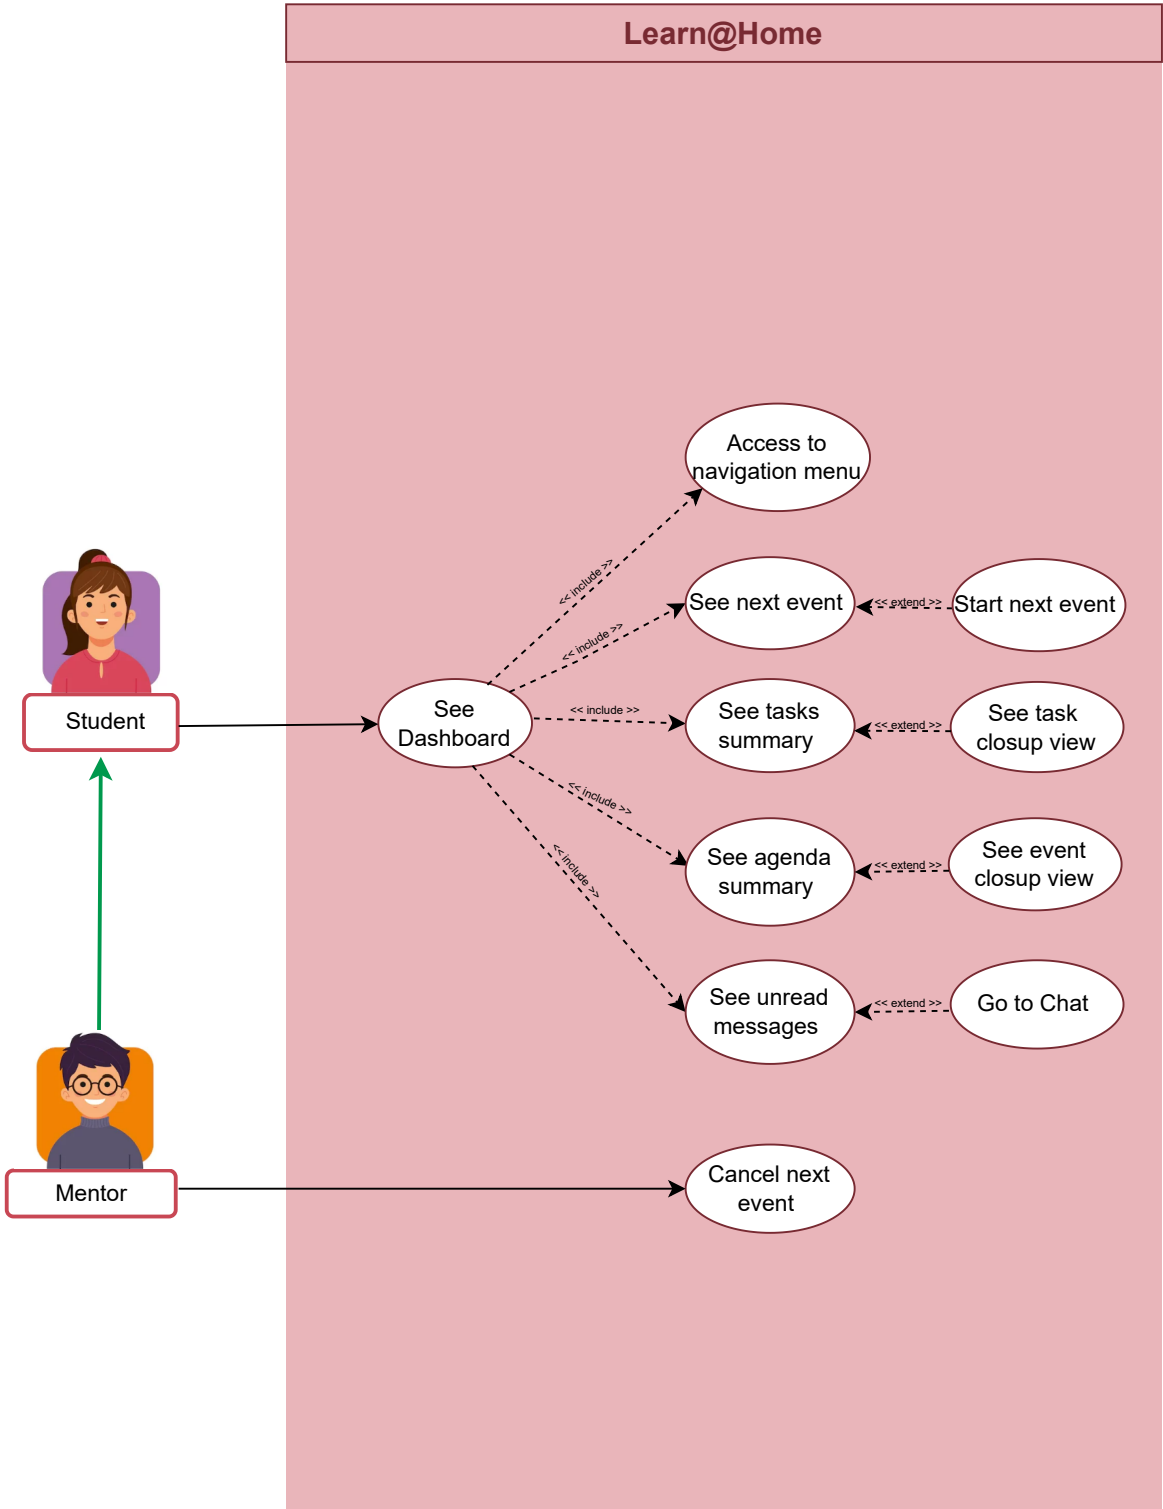 Learn@Home
Access to
navigation menu
<< include >>
See next event
<< extend >>
Start next event
<< include >>
Student
See
Dashboard
<< include >>
See tasks
summary
<< extend >>
See task
closup view
<< include >>
See agenda
summary
<< extend >>
See event
closup view
<< include >>
See unread
messages
<< extend >>
Go to Chat
Mentor
Cancel next
event